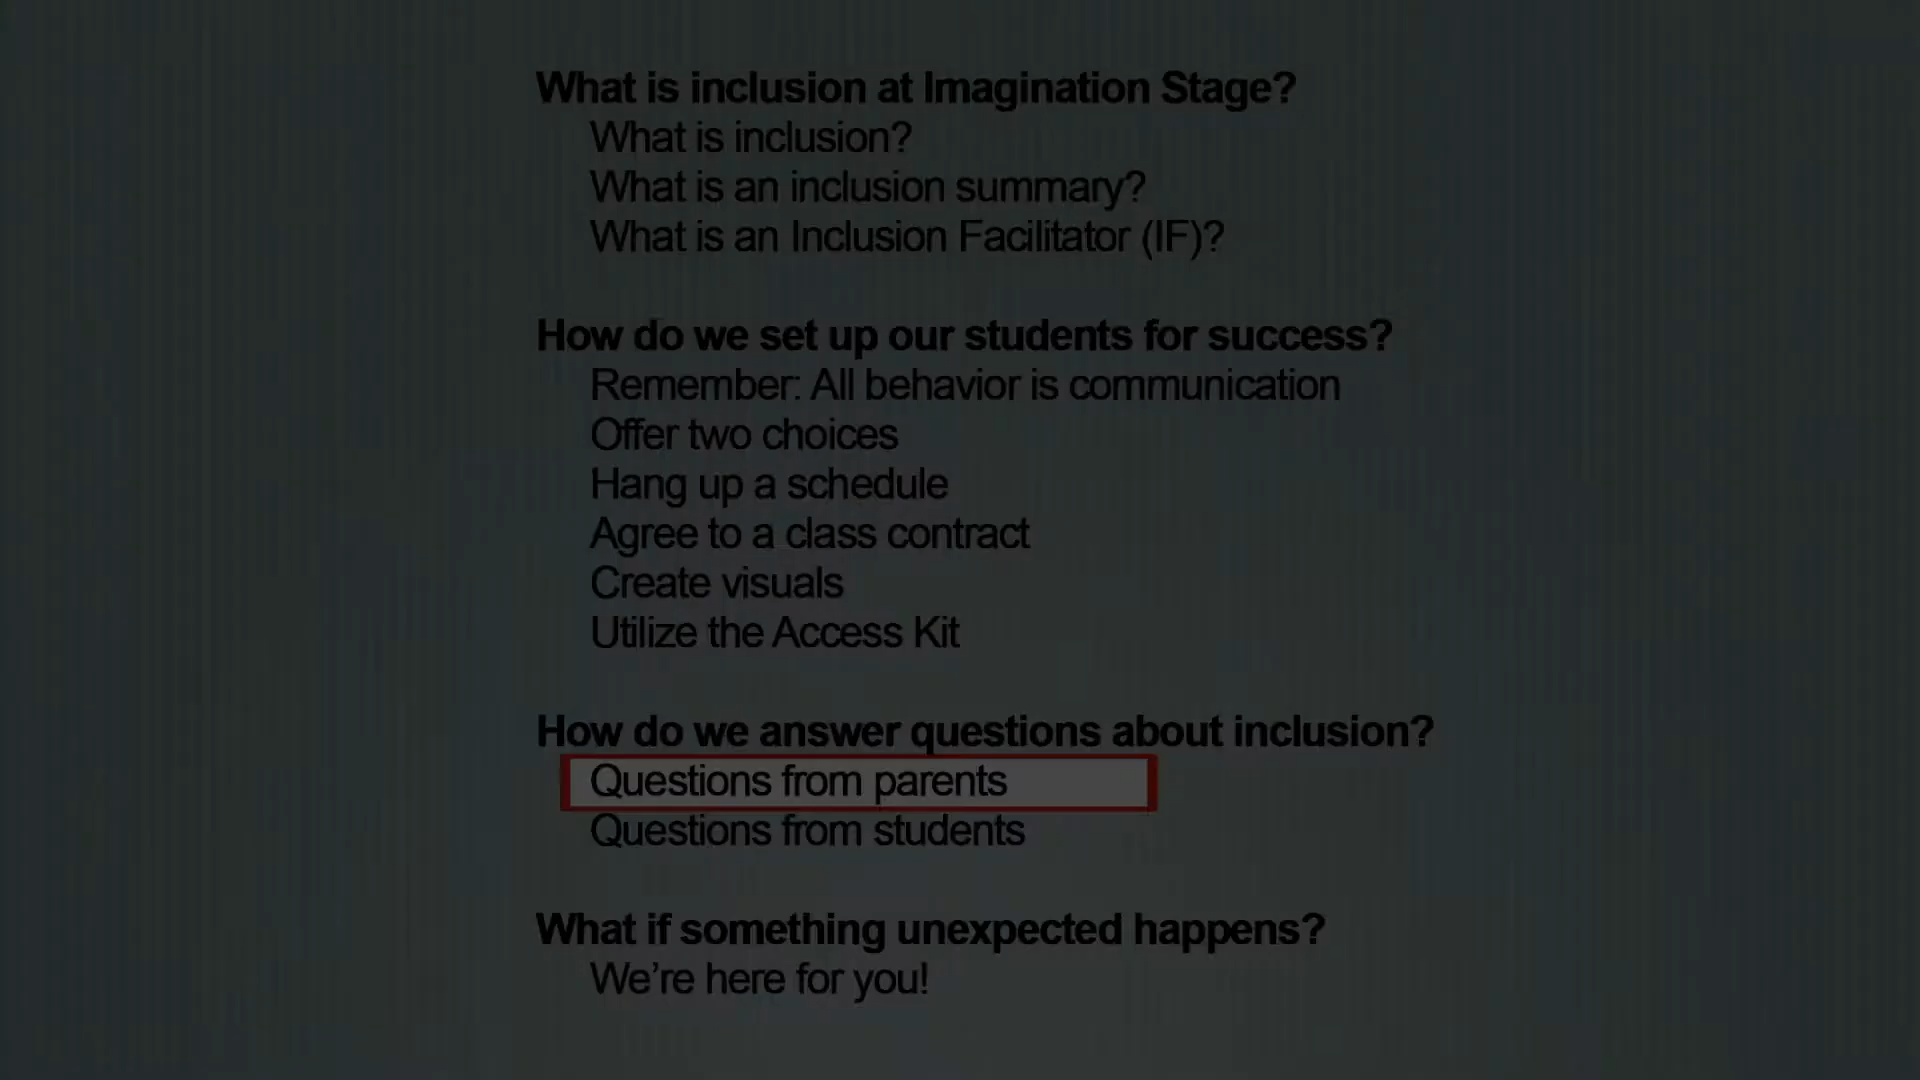 What is inclusion at Imagination Stage?
What is inclusion?
What is an inclusion summary?
What is an Inclusion Facilitator (IF)?
How do we set up our students for success?
Remember: All behavior is communication
Offer two choices
Hang up a schedule
Agree to a class contract
Create visuals
Utilize the Access Kit
How do we answer questions about inclusion?
Questions from parents
Questions from students
What if something unexpected happens?
We’re here for you!